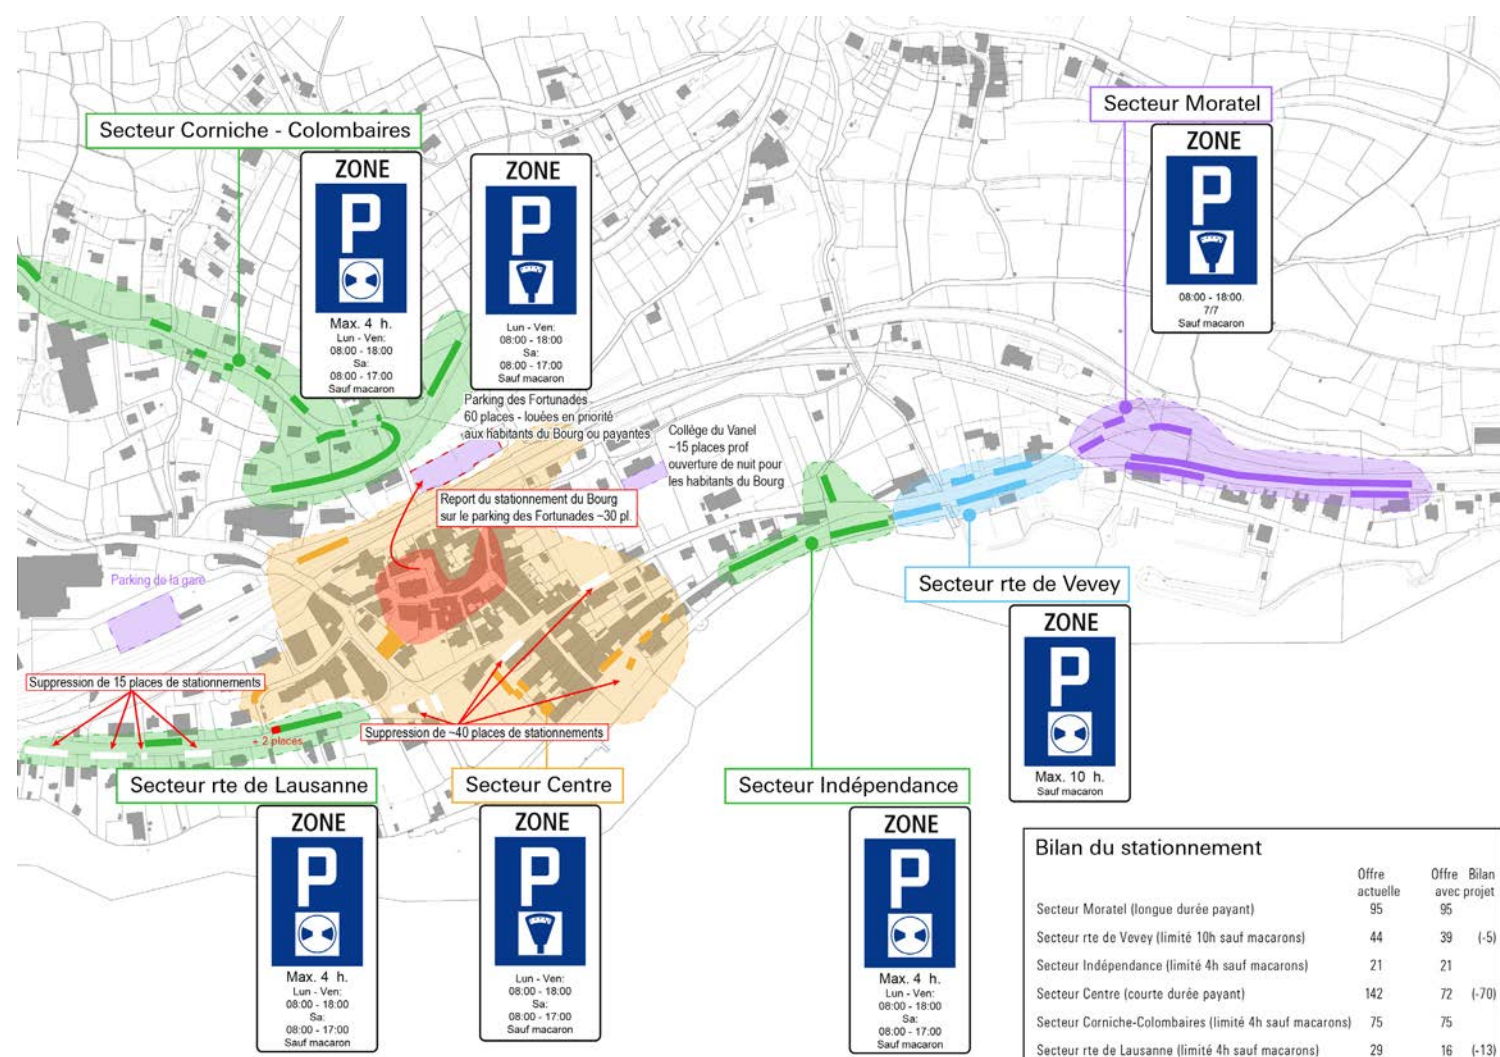 Secteur Corniche - Colombaires
ZONE
P
Max. 4 h.
Lun - Ven:
08:00 - 18:00
Sa:
08:00 - 17:00
Sauf macaron
ZONE
P
Lun - Ven:
08:00 - 18:00
Sa:
08:00 - 17:00
Sauf macaron
Parking des Fortunades -
60 places - louées en priorité
aux habitants du Bourg ou payantes
Secteur Moratel
ZONE
P
08:00 - 18:00.
7/7
Sauf macaron
Collège du Vanel
~15 places prof
ouverture de nuit pour
les habitants du Bourg
Report du stationnement du Bourg
sur le parking des Fortunades ~30 pl.
Parking de la gare
Suppression de 15 places de stationnements
± 2 places
Suppression de ~40 places de stationnements
Secteur rte de Vevey
ZONE
P
Max. 10 h.
Sauf macaron
Secteur rte de Lausanne
ZONE
P
Max. 4 h.
Lun - Ven:
08:00 - 18:00
Sa:
08:00 - 17:00
Sauf macaron
Secteur Centre
ZONE
P
Lun - Ven:
08:00 - 18:00
Sa:
08:00 - 17:00
Sauf macaron
Secteur Indépendance
ZONE
P
Max. 4 h.
Lun - Ven:
08:00 - 18:00
Sa:
08:00 - 17:00
Sauf macaron
Bilan du stationnement
Offre Offre Bilan
actuelle avec projet
Secteur Moratel (longue durée payant) 95 95
Secteur rte de Vevey (limité 10h sauf macarons) 44 39 (-5)
Secteur Indépendance (limité 4h sauf macarons) 21 21
Secteur Centre (courte durée payant) 142 72 (-70)
Secteur Corniche-Colombaires (limité 4h sauf macarons) 75 75
Secteur rte de Lausanne (limité 4h sauf macarons) 29 16 (-13)